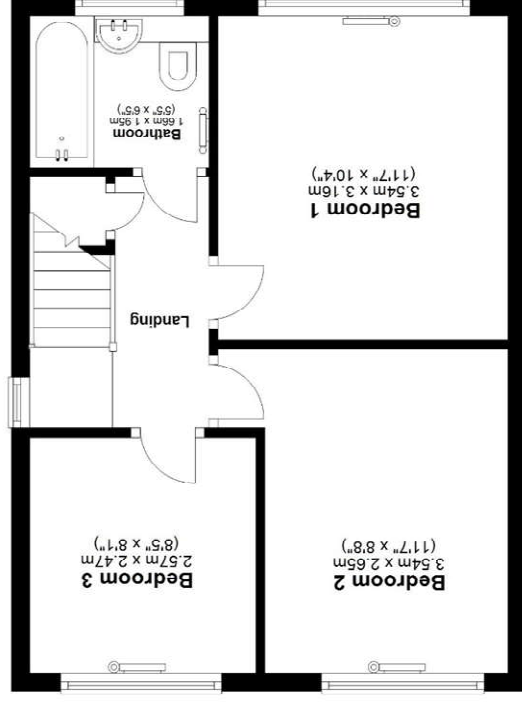 Bedroom 2
3.54m x 2.65m
(11'7" x 8'8")
Bedroom 3
2.57m x 2.47m
(8'5" x 8'1")
Landing
Bedroom 1
3.54m x 3.16m
(11'7" x 10'4")
Bathroom
1.66m x 1.95m
(5'5" x 6'5")